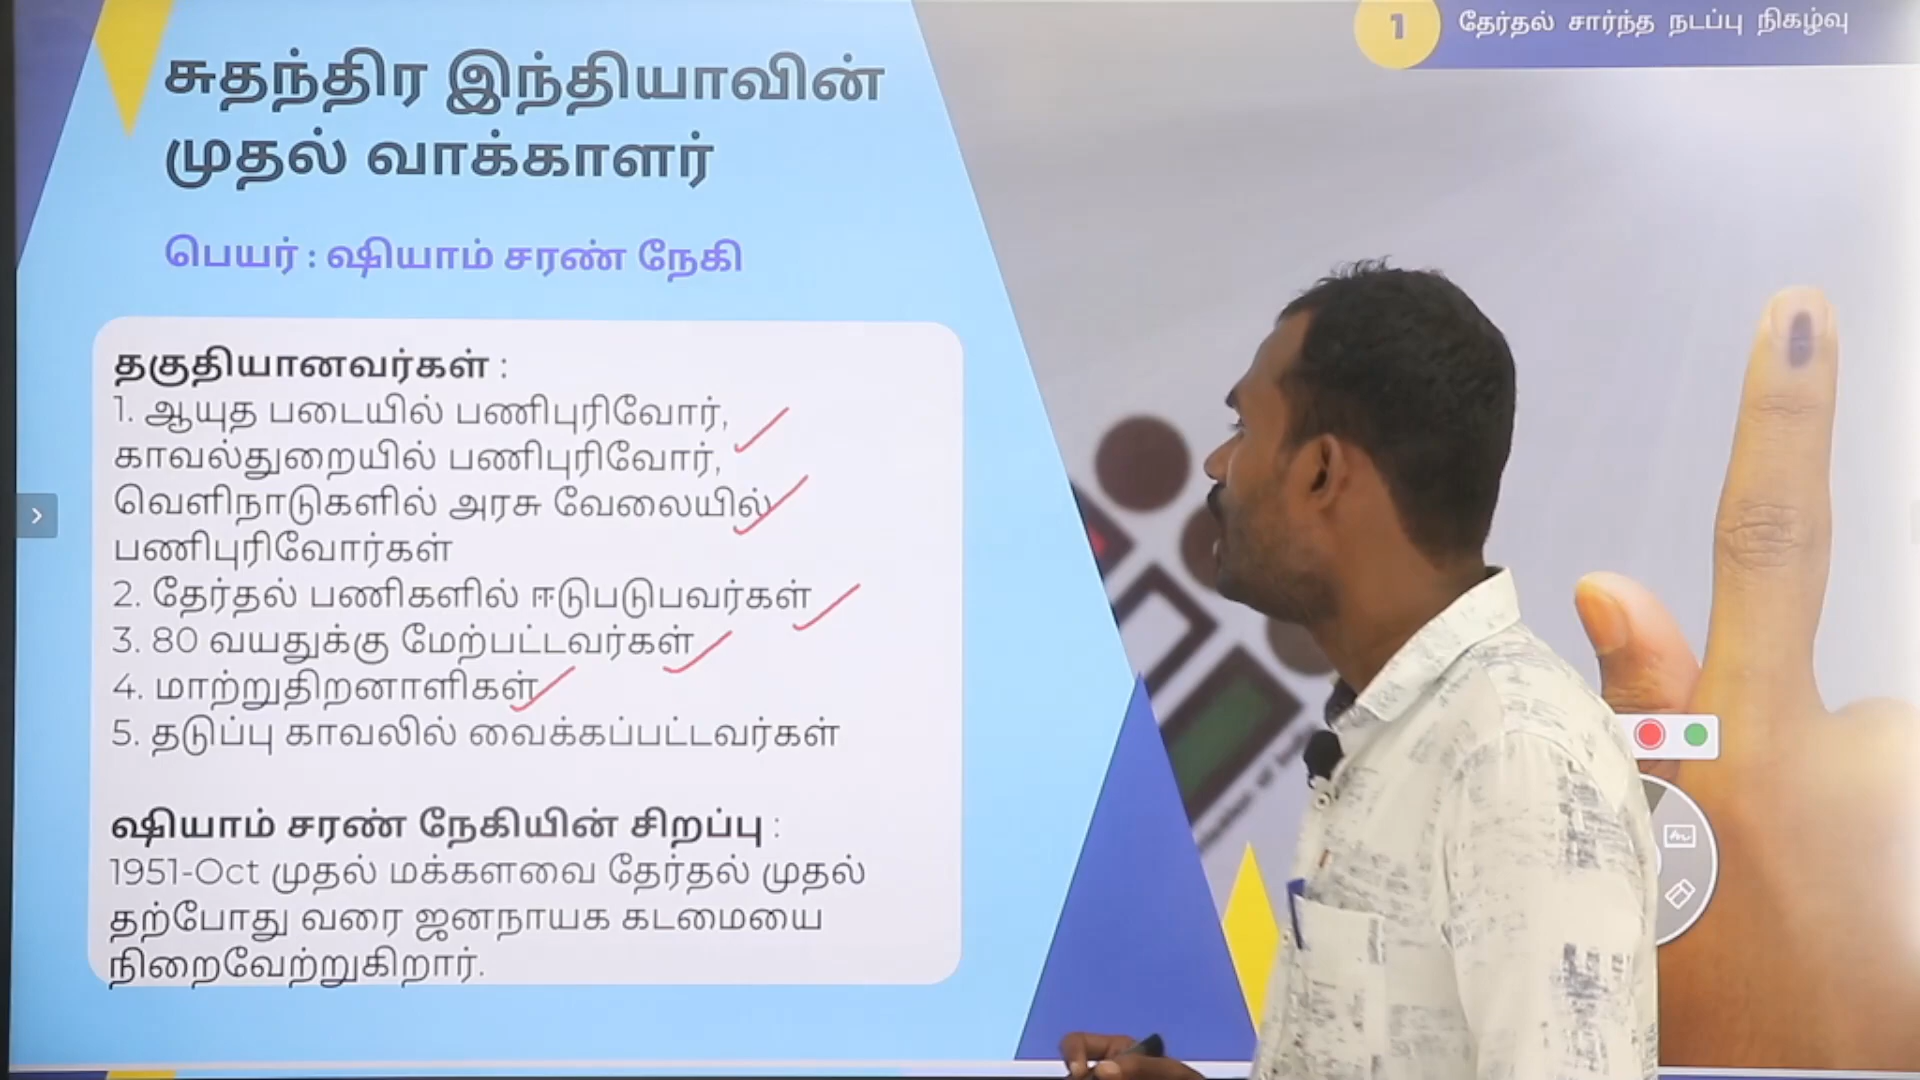 1 தேர்தல் சார்ந்த நடப்பு நிகழ்வு
சுதந்திர இந்தியாவின்
முதல் வாக்காளர்
பெயர் : ஷியாம் சரண் நேகி
தகுதியானவர்கள் :
1. ஆயுத படையில் பணிபுரிவோர்,
காவல்துறையில் பணிபுரிவோர்,
வெளிநாடுகளில் அரசு வேலையில்
பணிபுரிவோர்கள்
2. தேர்தல் பணிகளில் ஈடுபடுபவர்கள்
3. 80 வயதுக்கு மேற்பட்டவர்கள்
4. மாற்றுதிறனாளிகள்
5. தடுப்பு காவலில் வைக்கப்பட்டவர்கள்
ஷியாம் சரண் நேகியின் சிறப்பு :
1951-Oct முதல் மக்களவை தேர்தல் முதல்
தற்போது வரை ஜனநாயக கடமையை
நிறைவேற்றுகிறார்.